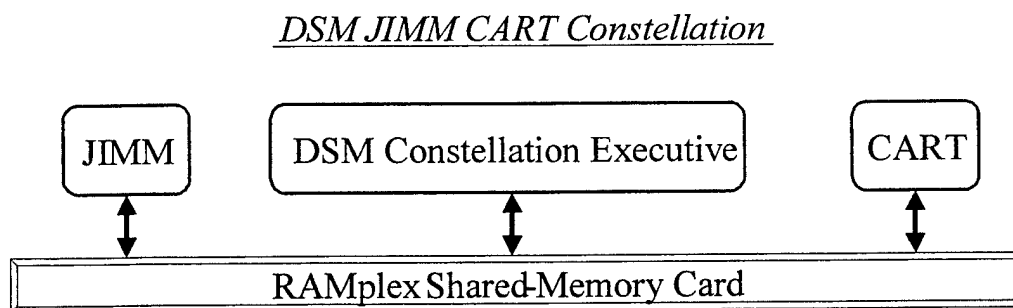 DSM JIMM CART Constellation
JIMM DSM Constellation Executive CART
RAMplex Shared-Memory Card